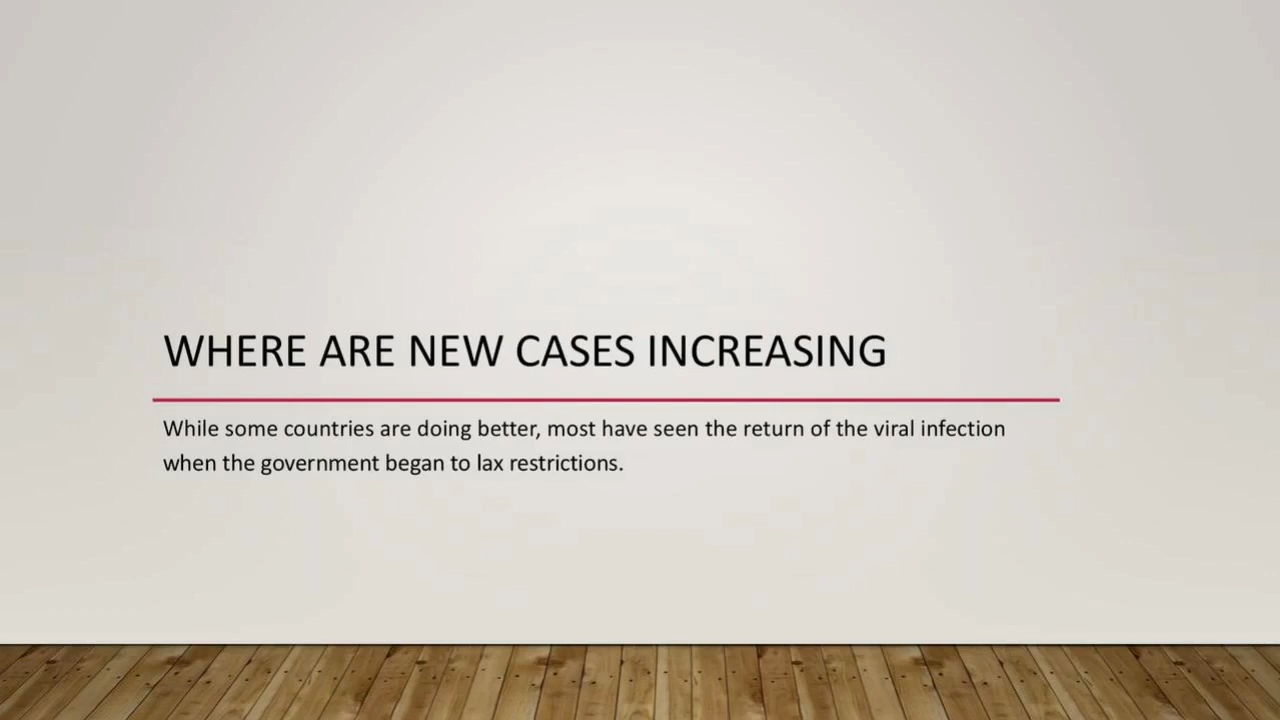 WHERE ARE NEW CASES INCREASING
While some countries are doing better, most have seen the return of the viral infection
when the government began to lax restrictions.